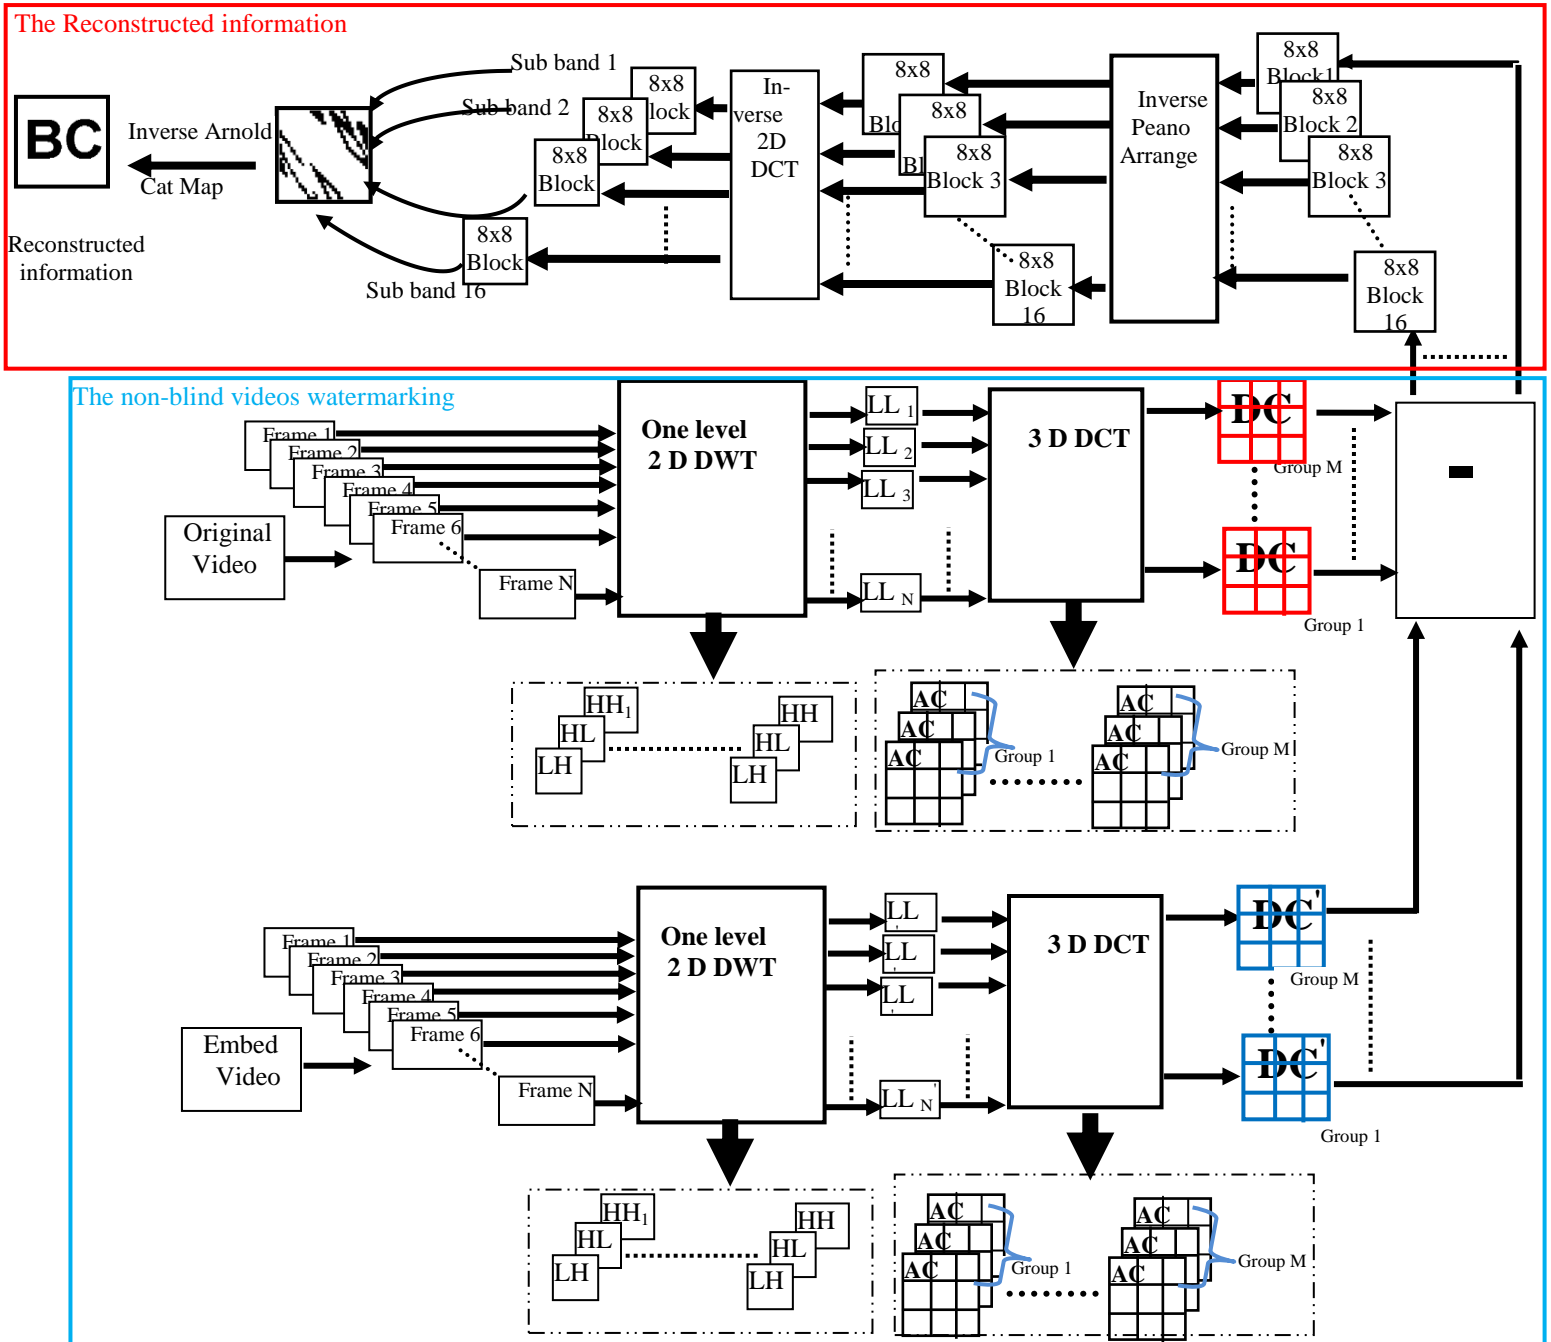 The Reconstructed information
Sub band 1
Sub band 2
BC
Inverse Arnold
Cat Map
Reconstructed
information
Sub band 16
8x8
lock
8x8
Block
8x8
Block
8x8
Block
In-
verse
2D
DCT
8x8
Blo
8x8
Bl
8x8
Block 3
8x8
Block
16
Inverse
Peano
Arrange
8x8
Block1
8x8
Block 2
8x8
Block 3
8x8
Block
16
The non-blind videos watermarking
Original
Video
Frame 1
Frame 2
Frame 3
Frame 4
Frame 5
Frame 6
Frame N
One level
2 D DWT
LL 1
LL 2
LL 3
LL N
3 D DCT
DC
Group M
DC
Group 1
-
HH1
HL
LH
HH
HL
LH
AC
AC
AC
Group 1
AC
AC
AC
Group M
Embed
Video
Frame 1
Frame 2
Frame 3
Frame 4
Frame 5
Frame 6
Frame N
One level
2 D DWT
LL
LL
LL
LL N'
3 D DCT
DC'
Group M
DC'
Group 1
HH1
HL
LH
HH
HL
LH
AC
AC
AC
Group 1
AC
AC
AC
Group M